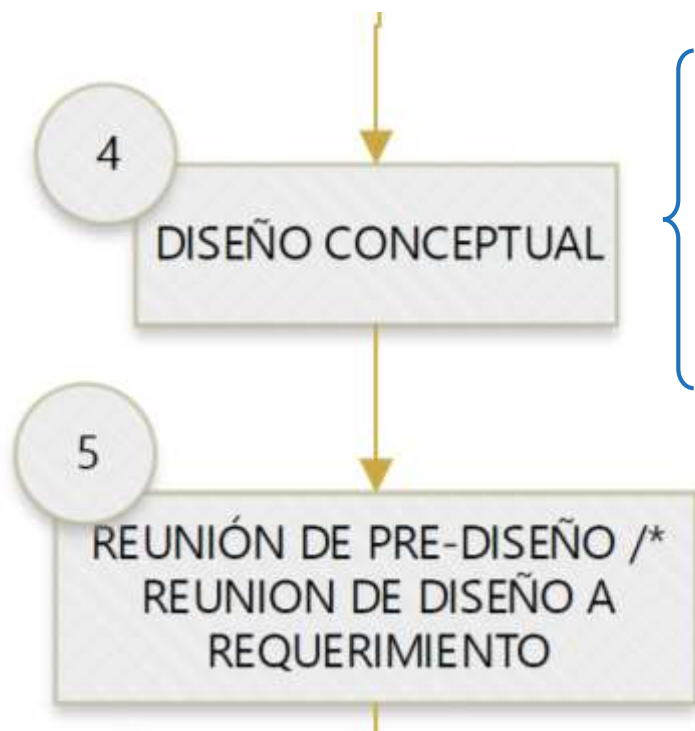 4
DISEÑO CONCEPTUAL
5
REUNIÓN DE PRE-DISEÑO /*
REUNION DE DISEÑO A
REQUERIMIENTO